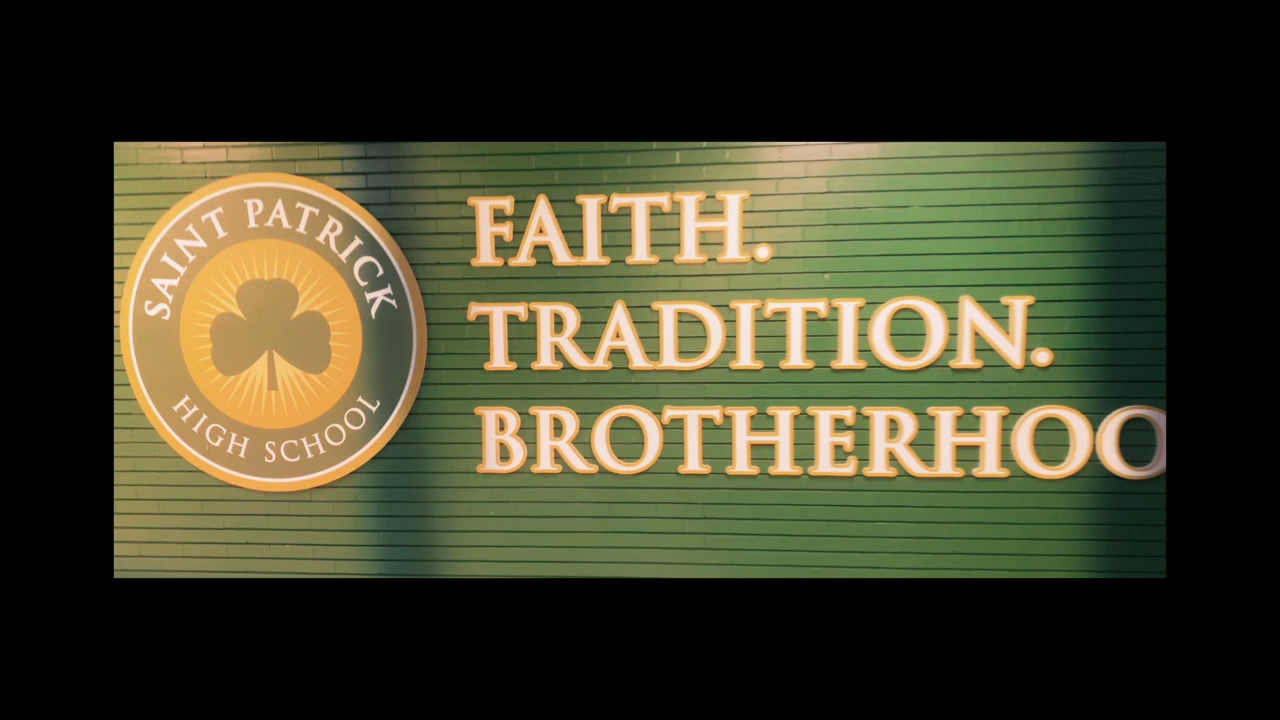 SAINT PATRICK
HIGH SCHOOL
FAITH.
TRADITION.
BROTHERHOO